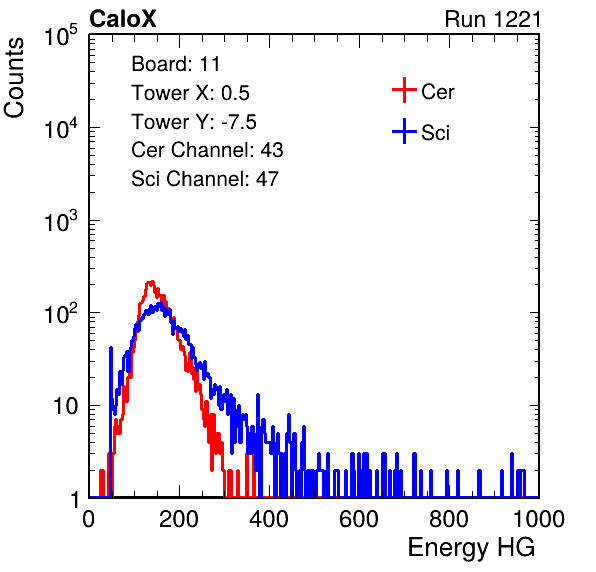 CaloX Run 1221
Counts
Board: 11
Tower X: 0.5
Tower Y: -7.5
Cer Channel: 43
Sci Channel: 47
Cer
Sci
10^5
10^4
10^3
10^2
10
1
0 200 400 600 800 1000
Energy HG